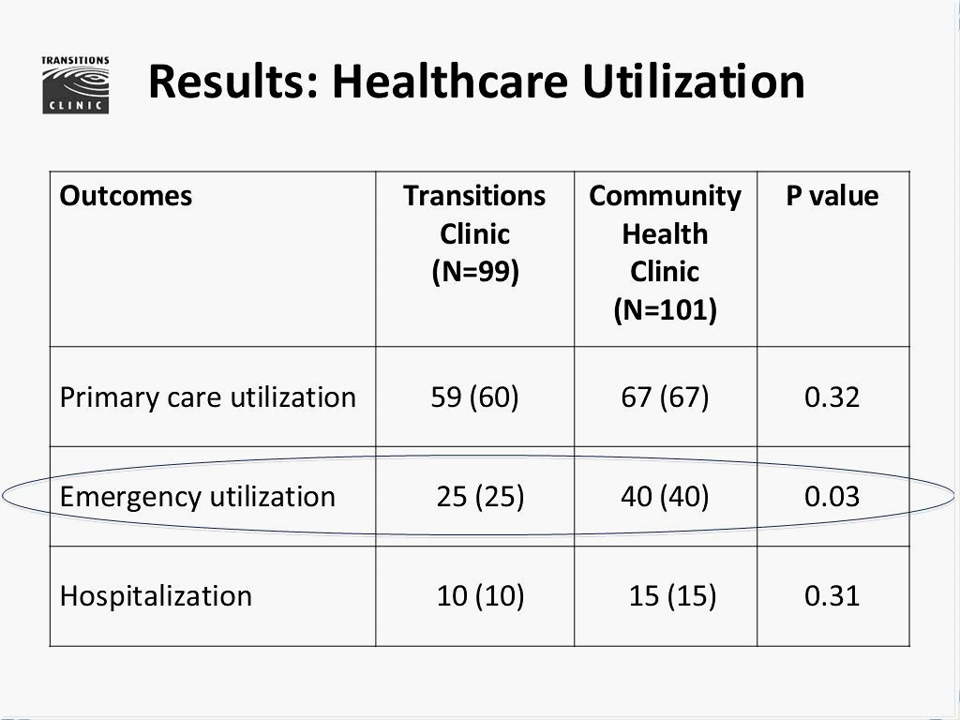 TRANSITIONS
CLINIC
Results: Healthcare Utilization
Outcomes
Transitions
Clinic
(N=99)
Community
Health
Clinic
(N=101)
P value
Primary care utilization 59 (60) 67 (67) 0.32
Emergency utilization 25 (25) 40 (40) 0.03
Hospitalization 10 (10) 15 (15) 0.31